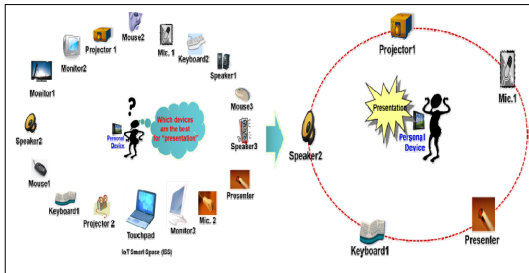 Projector 1
Mouse2
Mic. 1
Keyboard2
Speaker1
Monitor2
Monitor1
Mouse3
Speaker2
Speaker3
?
Which devices
are the best
for "presentation"
Personal
Device
Mouse1
Keyboard1
Projector 2
Touchpad
Monitor3
Mic. 2
Presenter
IoT Smart Space (ISS)
Projector1
Mic.1
Presentation
Personal
Device
Speaker2
Keyboard1
Presenter